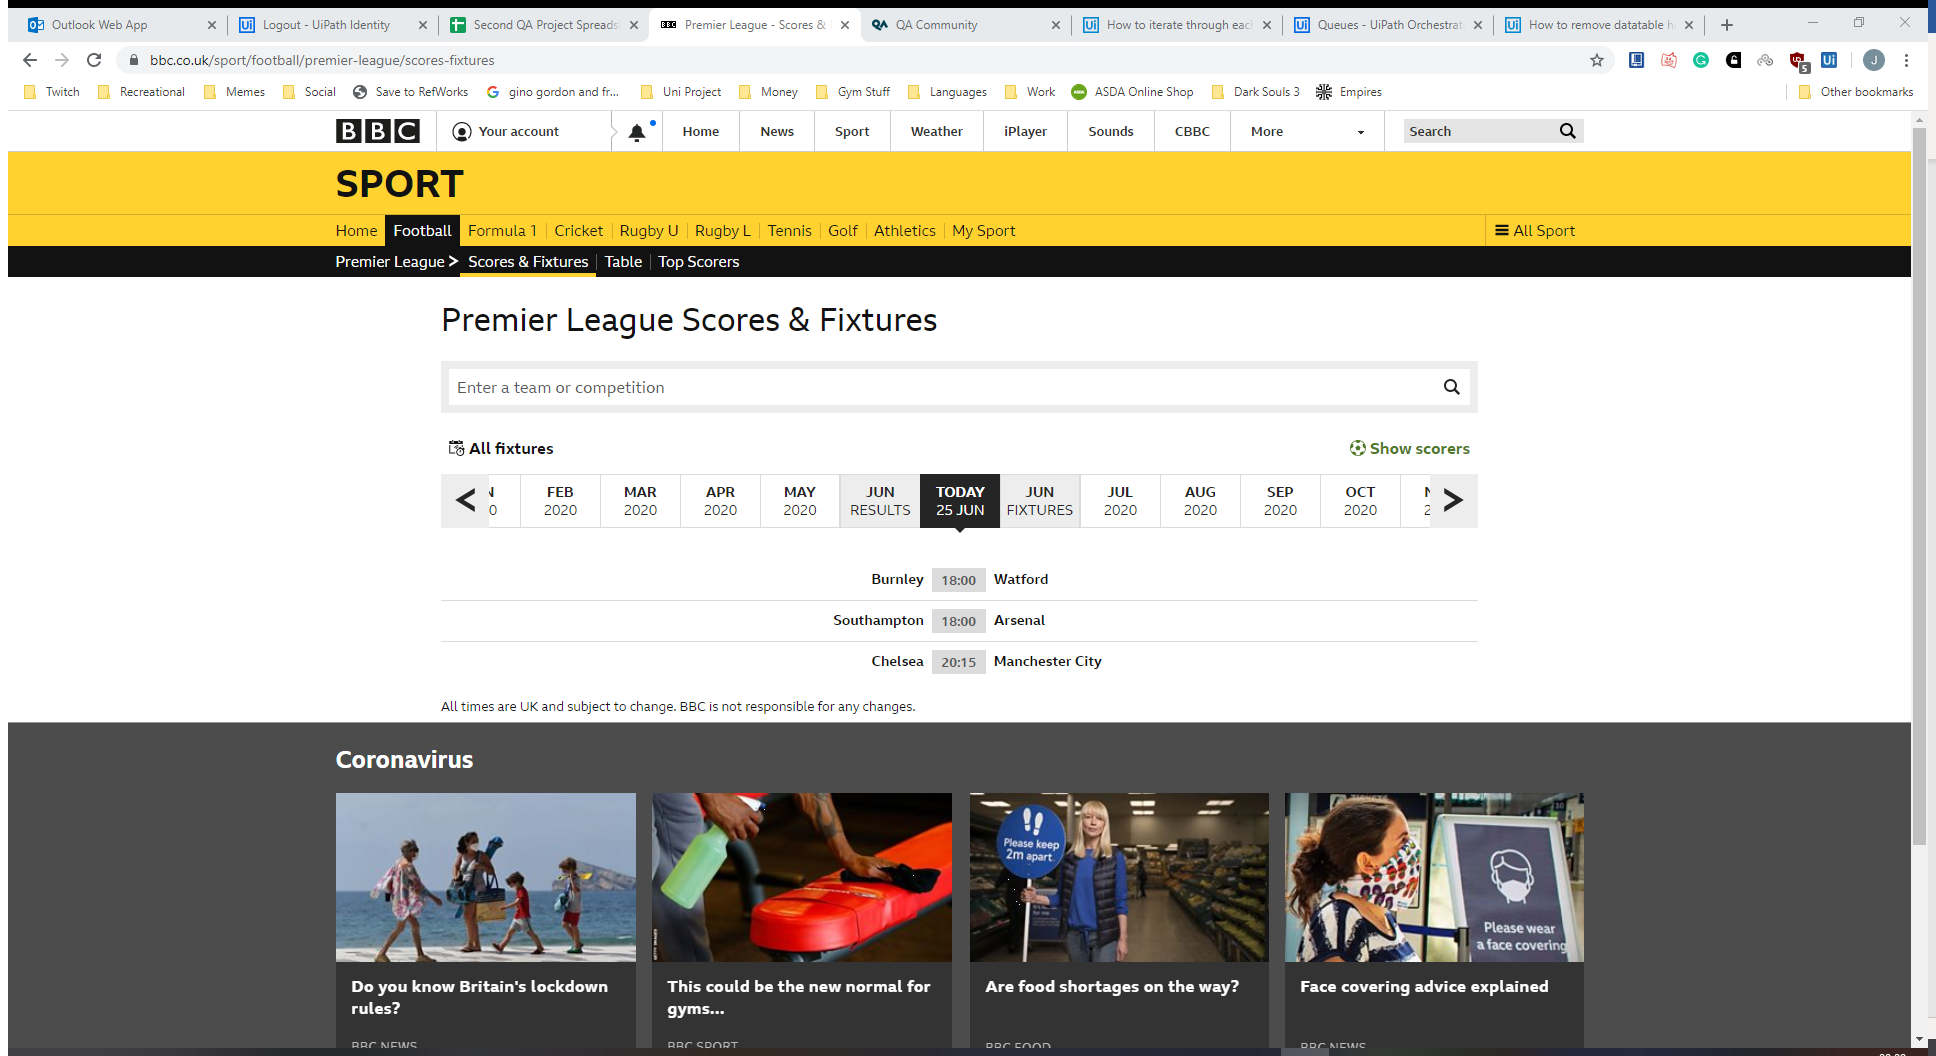 Outlook Web App
Logout - UiPath Identity
Second QA Project Spreads
Premier League - Scores &
QA Community
How to iterate through eac
Queues - UiPath Orchestrat
How to remove datatable h
bbc.co.uk/sport/football/premier-league/scores-fixtures
5
Ui
J
Twitch Recreational Memes Social Save to RefWorks gino gordon and fr... Uni Project Money Gym Stuff Languages Work ASDA Online Shop Dark Souls 3 Empires Other bookmarks
BBC Your account Home News Sport Weather iPlayer Sounds CBBC More Search
SPORT
Home Football Formula 1 Cricket Rugby U Rugby L Tennis Golf Athletics My Sport All Sport
Premier League > Scores & Fixtures Table Top Scorers
Premier League Scores & Fixtures
Enter a team or competition
All fixtures Show scorers
FEB MAR APR MAY JUN TODAY JUN JUL AUG SEP OCT
2020 2020 2020 2020 RESULTS 25 JUN FIXTURES 2020 2020 2020 2020
Burnley 18:00 Watford
Southampton 18:00 Arsenal
Chelsea 20:15 Manchester City
All times are UK and subject to change. BBC is not responsible for any changes.
Coronavirus
Please keep
2m apart.
Please wear
a face covering
Do you know Britain's lockdown
rules?
This could be the new normal for
gyms...
Are food shortages on the way?
Face covering advice explained
BBC NEWS
BBC SPORT
BBC FOOD
BBC NEWS